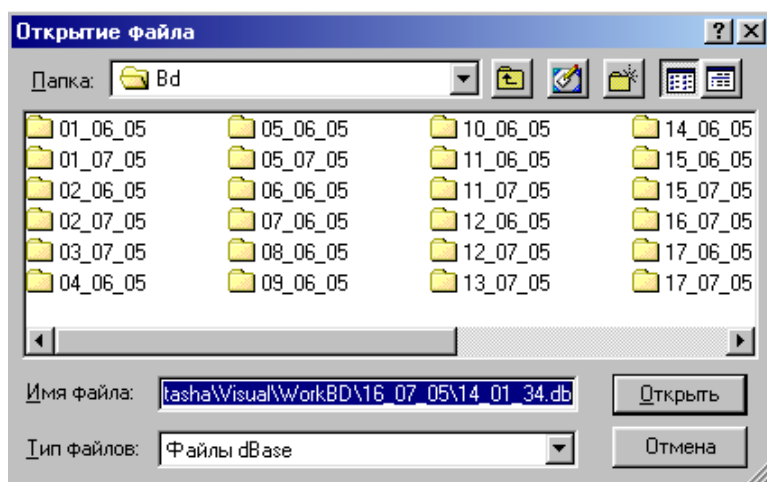 Открытие файла
Папка: Bd
01_06_05 05_06_05 10_06_05 14_06_05
01_07_05 05_07_05 11_06_05 15_06_05
02_06_05 06_06_05 11_07_05 15_07_05
02_07_05 07_06_05 12_06_05 16_07_05
03_07_05 08_06_05 12_07_05 17_06_05
04_06_05 09_06_05 13_07_05 17_07_05
Имя файла: tasha\Visual\WorkBD\16_07_05\14_01_34.db Открыть
Тип файлов: Файлы dBase Отмена